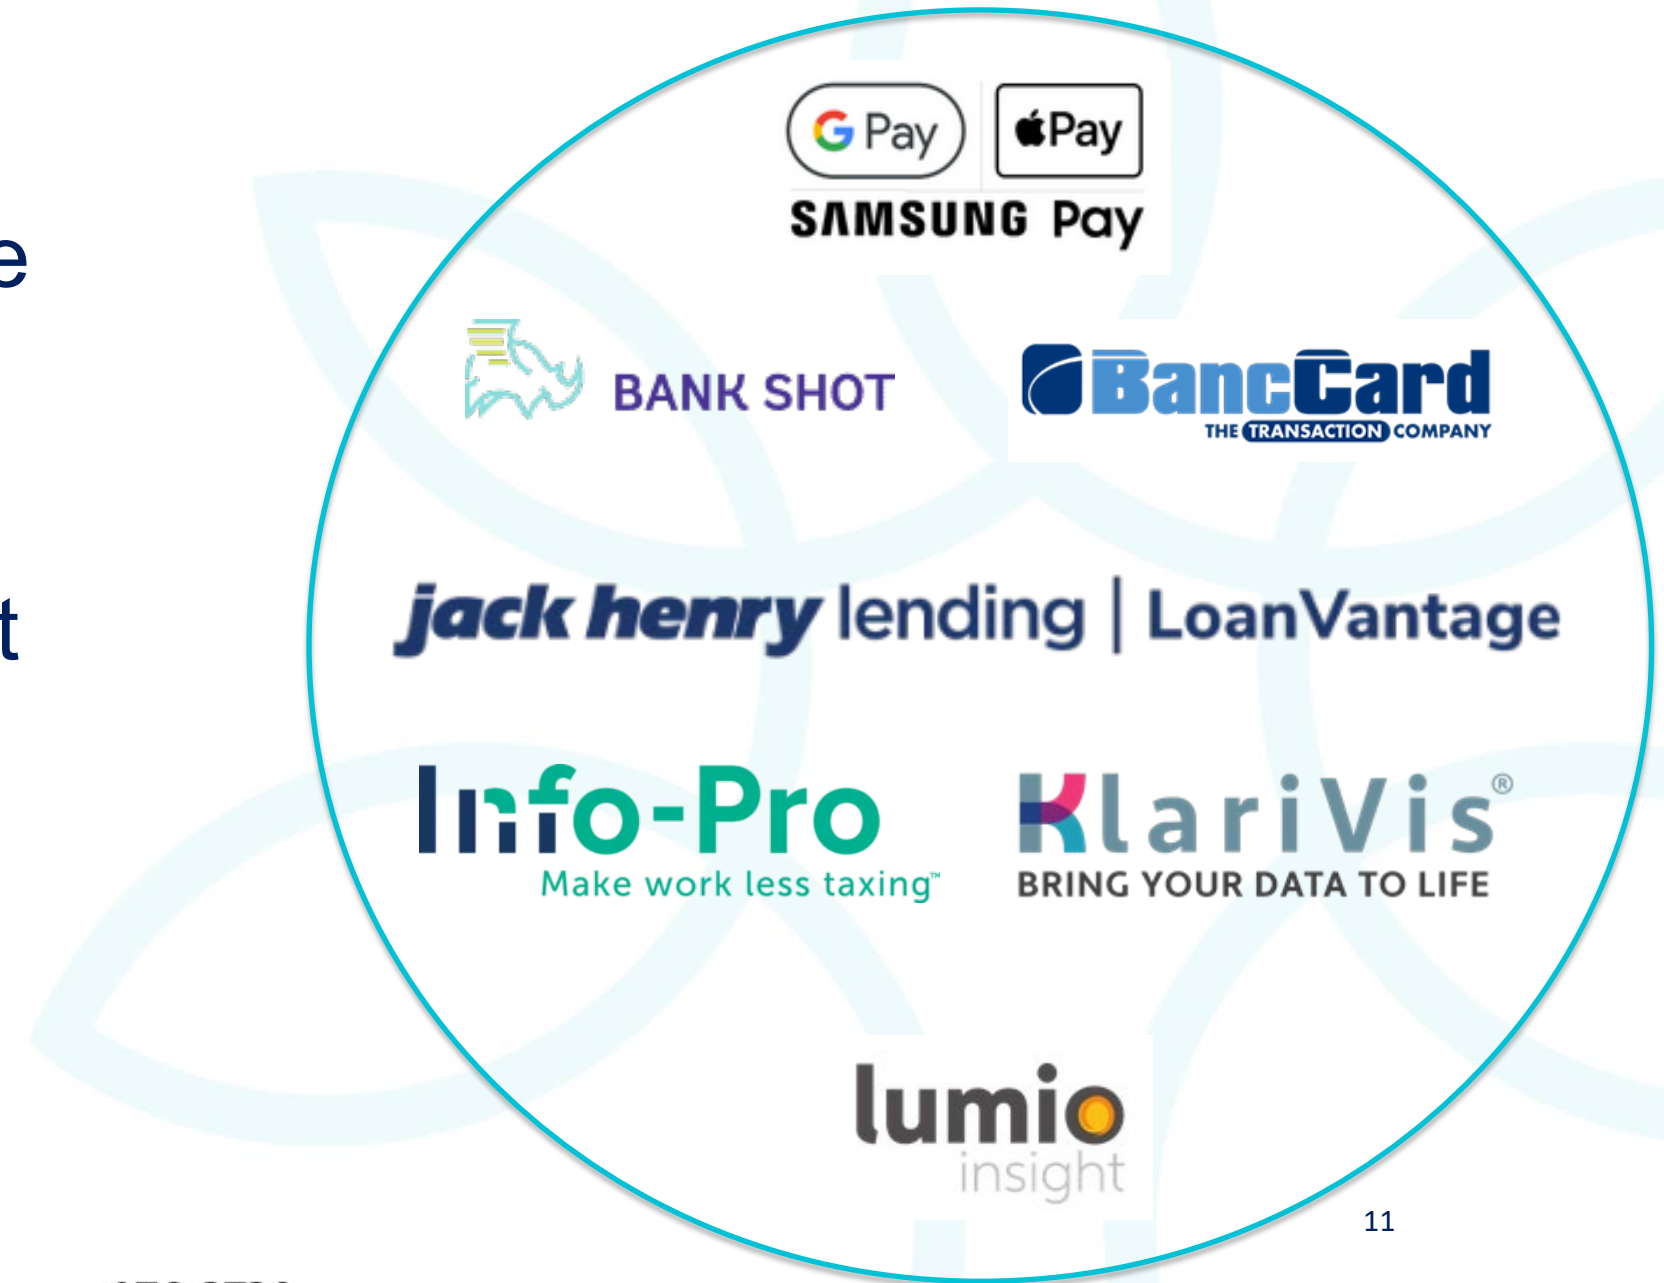 G Pay Pay
SAMSUNG Pay
e
BANK SHOT
BancCard
THE TRANSACTION COMPANY
t
jack henry lending | LoanVantage
Info-Pro
Make work less taxing™
KlariVis®
BRING YOUR DATA TO LIFE
lumio
insight
11